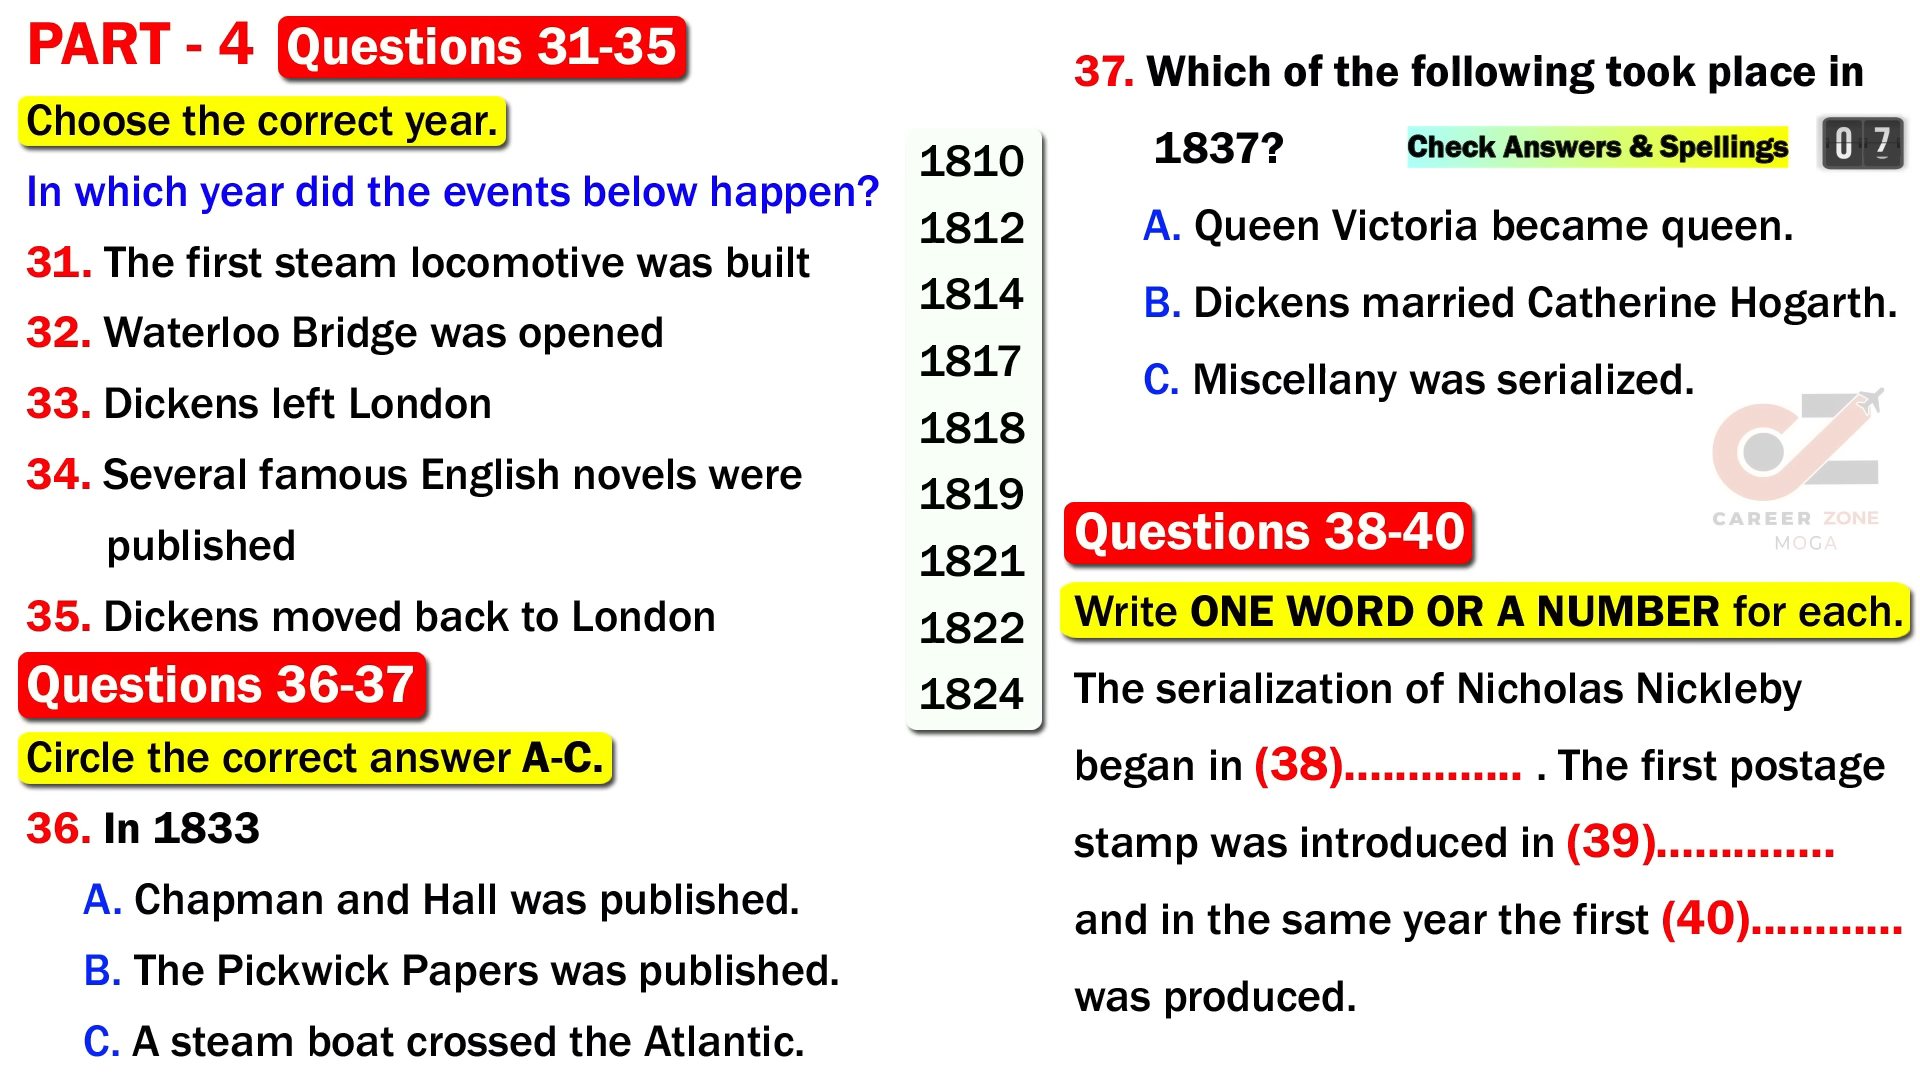 PART - 4 Questions 31-35
Choose the correct year.
In which year did the events below happen?
31. The first steam locomotive was built
32. Waterloo Bridge was opened
33. Dickens left London
34. Several famous English novels were
published
35. Dickens moved back to London
1810
1812
1814
1817
1818
1819
1821
1822
1824
Questions 36-37
Circle the correct answer A-C.
36. In 1833
A. Chapman and Hall was published.
B. The Pickwick Papers was published.
C. A steam boat crossed the Atlantic.
37. Which of the following took place in
1837?
Check Answers & Spellings
07
A. Queen Victoria became queen.
B. Dickens married Catherine Hogarth.
C. Miscellany was serialized.
CAREER ZONE
MOGA
Questions 38-40
Write ONE WORD OR A NUMBER for each.
The serialization of Nicholas Nickleby
began in (38).............. . The first postage
stamp was introduced in (39)..............
and in the same year the first (40)............
was produced.